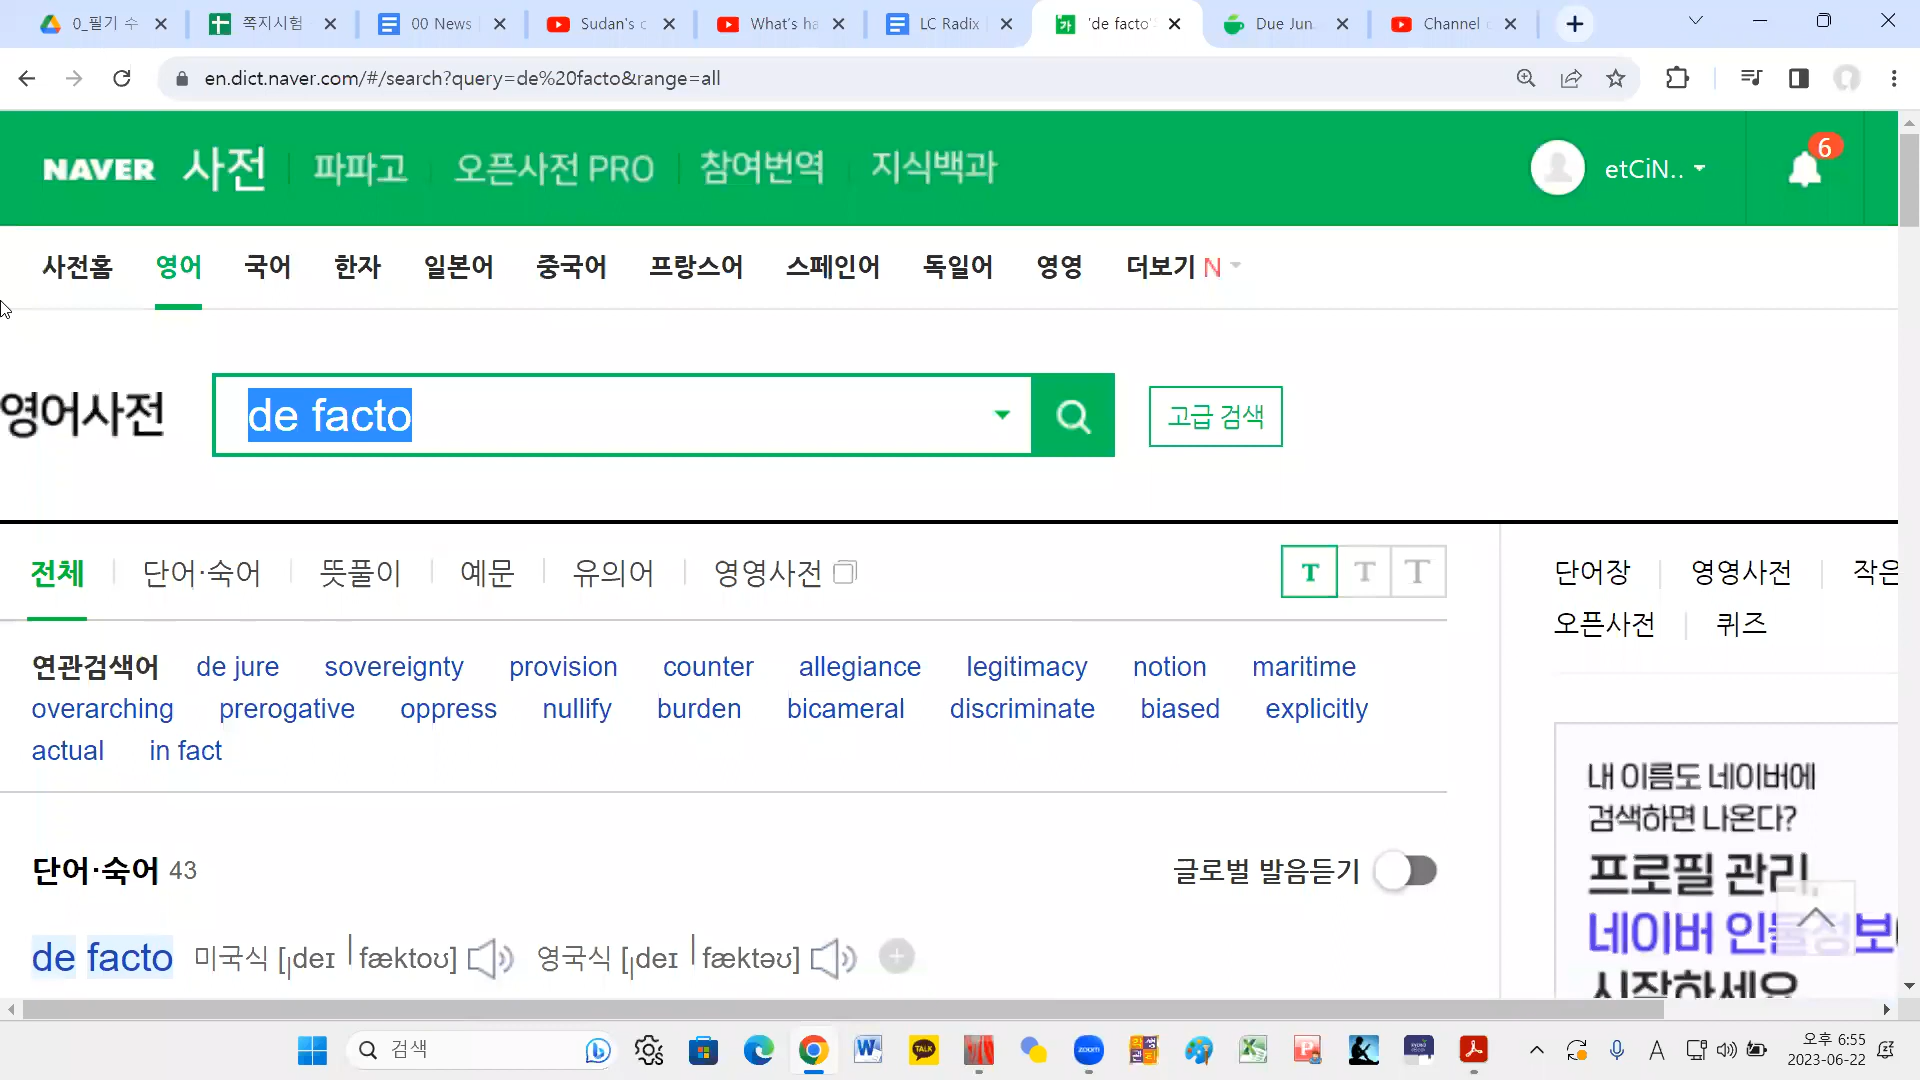 0_필기 수
쪽지시험
00 News
Sudan's c
What's ha
LC Radix
'de facto'
Due Jun
Channel
en.dict.naver.com/#/search?query=de%20facto&range=all
NAVER 사전 파파고 오픈사전 PRO 참여번역 지식백과
etCiN..
6
사전홈 영어 국어 한자 일본어 중국어 프랑스어 스페인어 독일어 영영 더보기 N
영어사전
de facto
고급 검색
전체 단어·숙어 뜻풀이 예문 유의어 영영사전
T T T
단어장 영영사전 작은
오픈사전 퀴즈
연관검색어 de jure sovereignty provision counter allegiance legitimacy notion maritime
overarching prerogative oppress nullify burden bicameral discriminate biased explicitly
actual in fact
내 이름도 네이버에
검색하면 나온다?
프로필 관리,
네이버 인물정보
시작하세요
단어·숙어 43
글로벌 발음듣기
de facto 미국식 [ˌdeɪ ˈfæktoʊ] 영국식 [ˌdeɪ ˈfæktəʊ]
검색
TALK
zoom
A
오후 6:55
2023-06-22